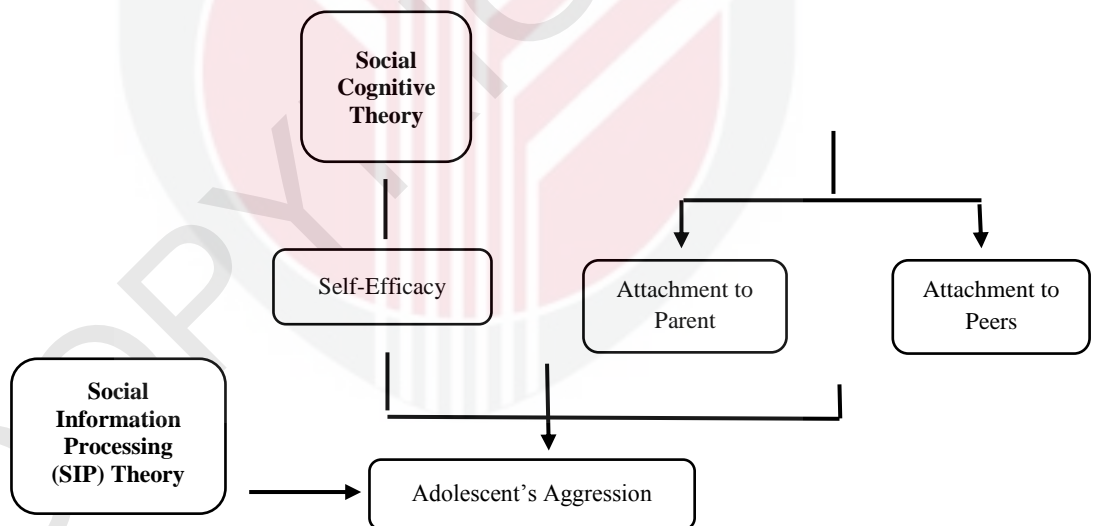 Social
Cognitive
Theory
Self-Efficacy
Attachment to
Parent
Attachment to
Peers
Social
Information
Processing
(SIP) Theory
Adolescent’s Aggression